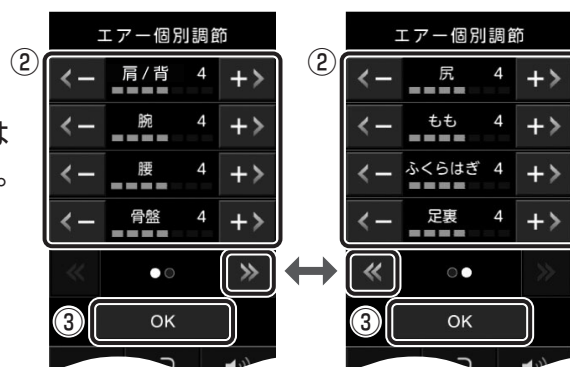 エアー個別調節
②
<− 肩/背 4 +>
<− 腕 4 +>
<− 腰 4 +>
<− 骨盤 4 +>
は
。
≪ ≫
③ OK
エアー個別調節
②
<− 尻 4 +>
<− もも 4 +>
<− ふくらはぎ 4 +>
<− 足裏 4 +>
≪ ≫
③ OK